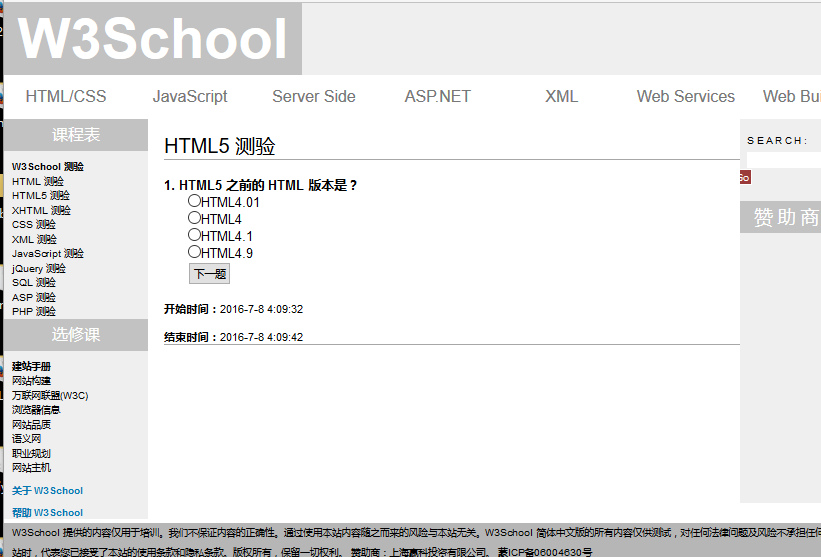 W3School
HTML/CSS JavaScript Server Side ASP.NET XML Web Services Web Bui
课程表
W3School 测验
HTML 测验
HTML5 测验
XHTML 测验
CSS 测验
XML 测验
JavaScript 测验
jQuery 测验
SQL 测验
ASP 测验
PHP 测验
选修课
建站手册
网站构建
万联网联盟(W3C)
浏览器信息
网站品质
语义网
职业规划
网站主机
关于 W3School
帮助 W3School
HTML5 测验
1. HTML5 之前的 HTML 版本是？
HTML4.01
HTML4
HTML4.1
HTML4.9
下一题
开始时间：2016-7-8 4:09:32
结束时间：2016-7-8 4:09:42
SEARCH:
Go
赞助商
W3School 提供的内容仅用于培训。我们不保证内容的正确性。通过使用本站内容随之而来的风险与本站无关。W3School 简体中文版的所有内容仅供测试，对任何法律问题及风险不承担任
站时，代表您已接受了本站的使用条款和隐私条款。版权所有，保留一切权利。 赞助商：上海赢科投资有限公司。 蒙ICP备06004630号